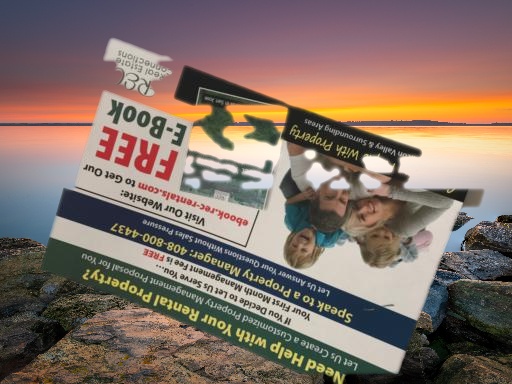 Need Help with Your Rental Property?
Let Us Create a Customized Property Management Proposal for You
If You Decide to Let Us Serve You....
Your First Month Management Fee is FREE
Speak to a Property Manager: 408-800-4437
Let Us Answer Your Questions Without Sales Pressure
Visit Our Website:
ebook.rec-rentals.com to Get Our
FREE
E-BOOK
With Property
Valley & Surrounding Areas
Real Estate
Connections